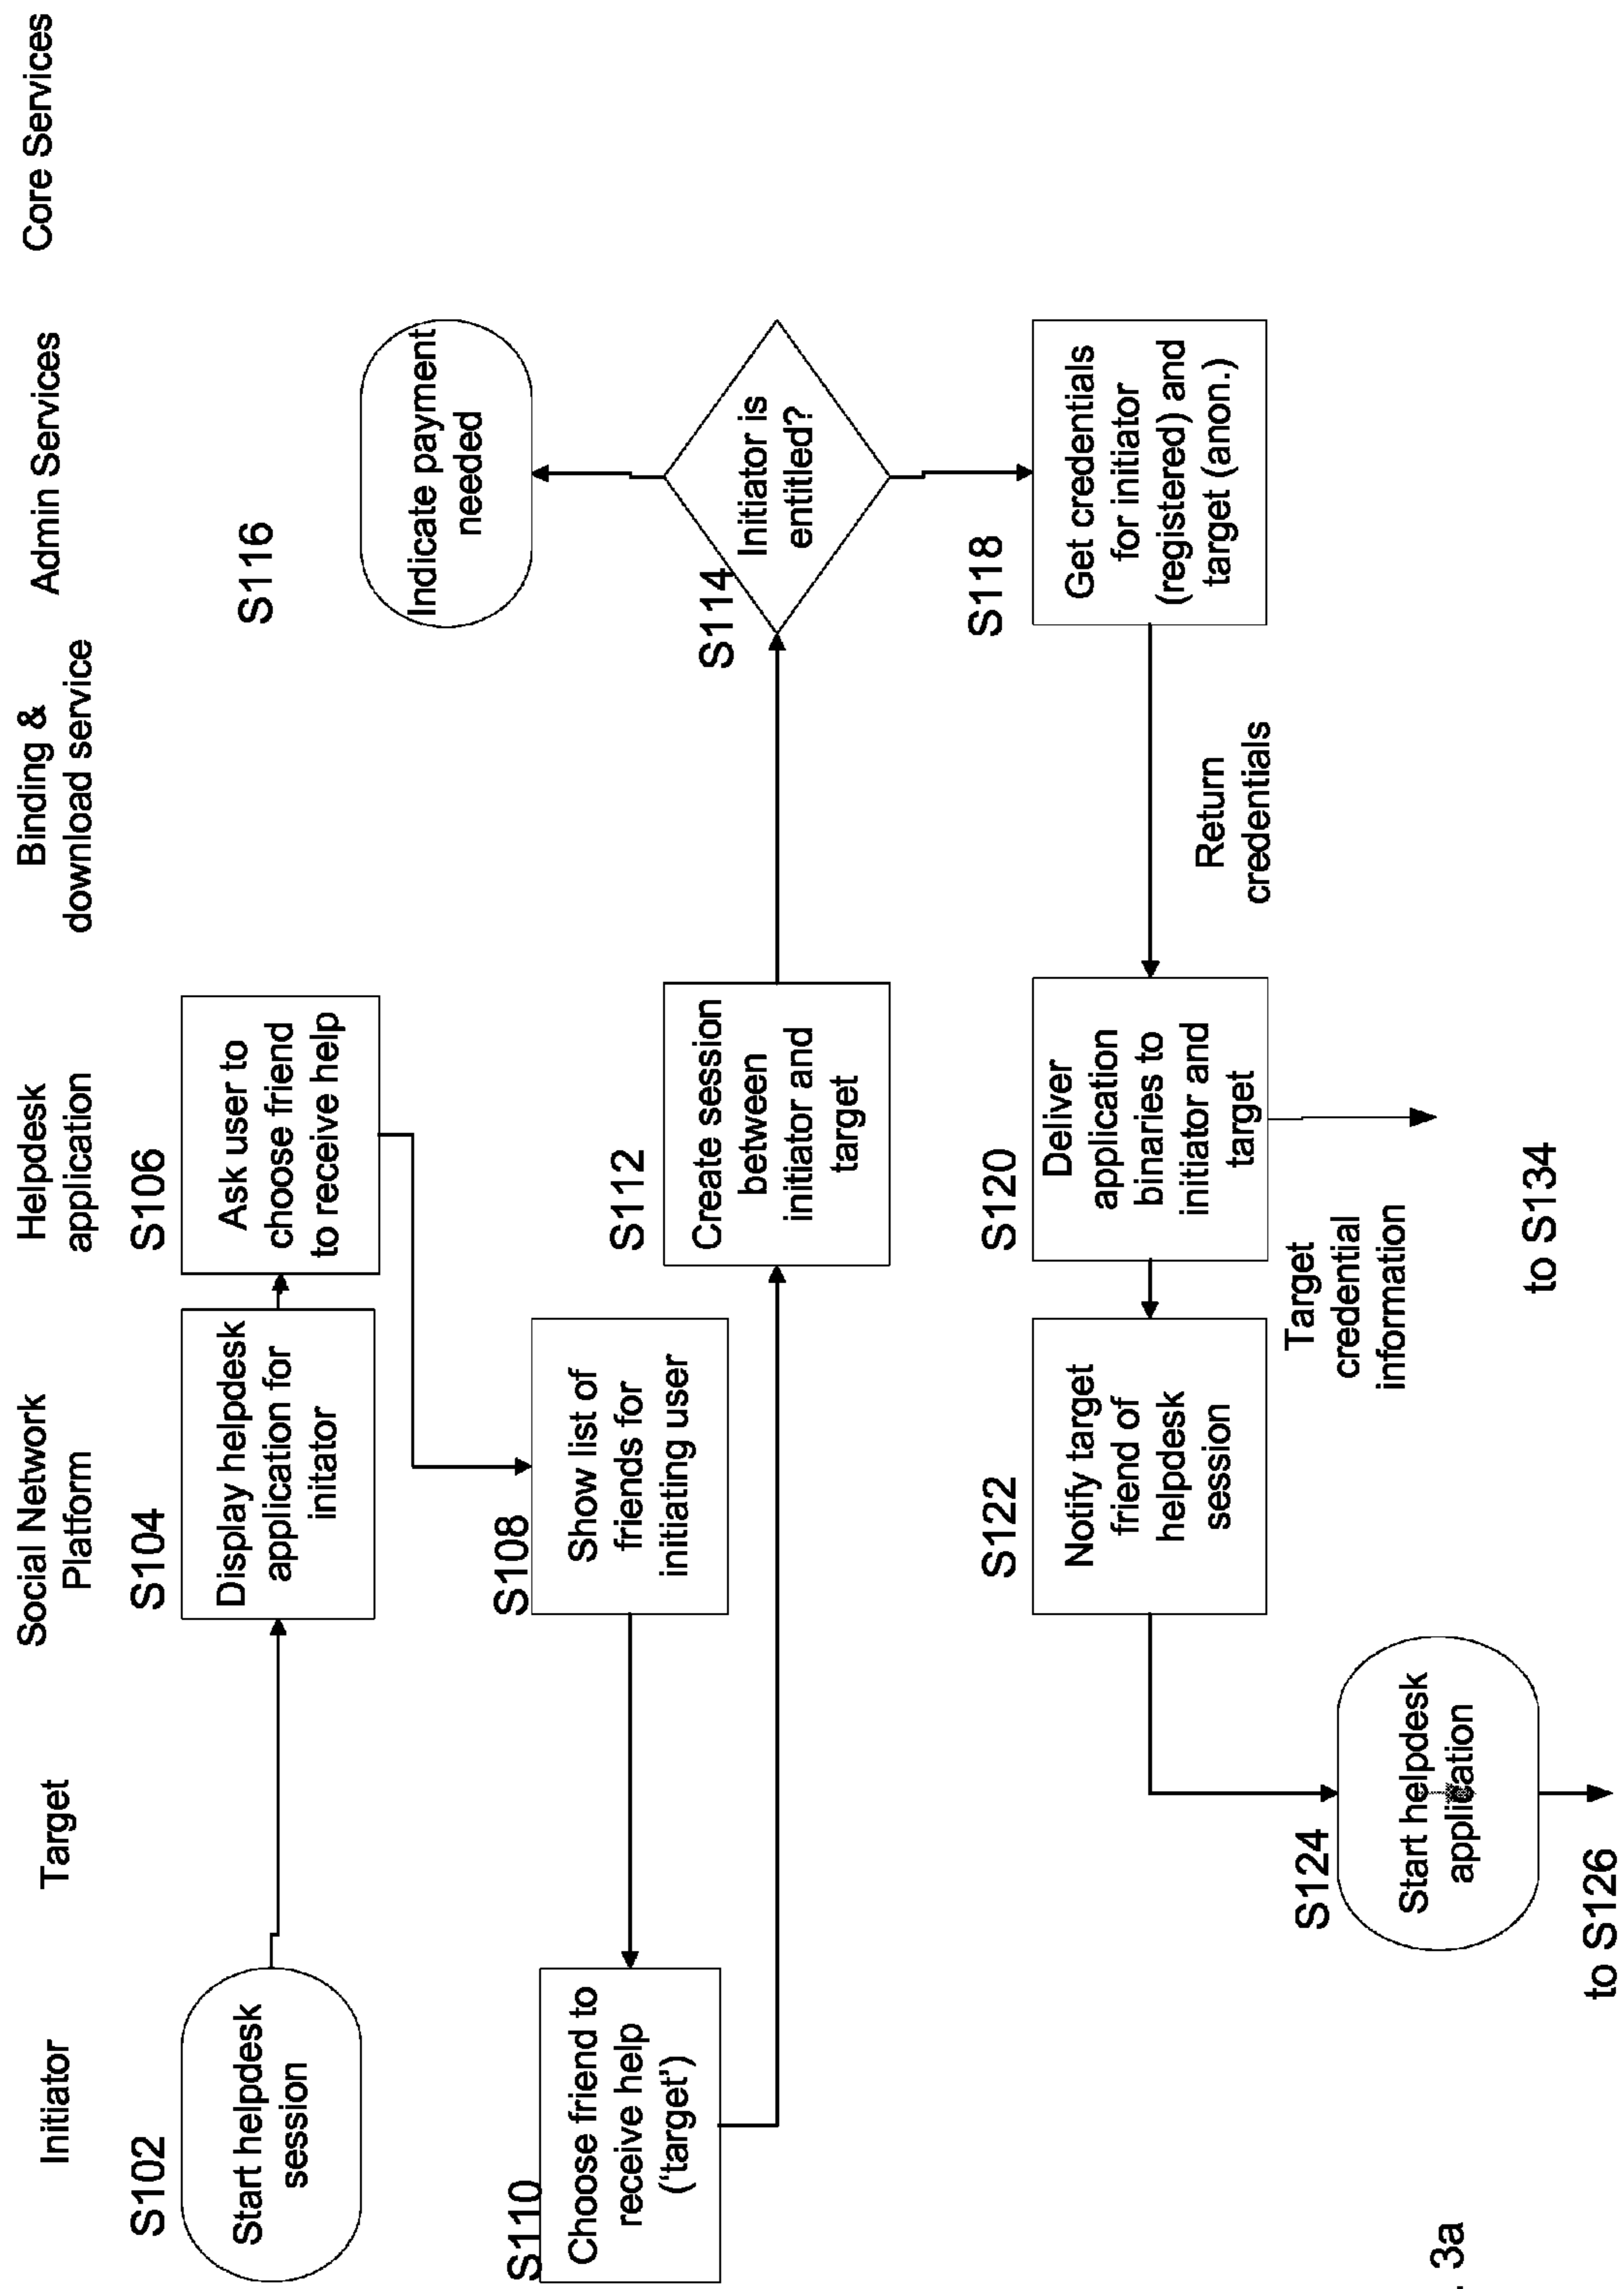 Initiator
Target
Social Network
Platform
Helpdesk
application
Binding &
download service
Admin Services
Core Services
S102
Start helpdesk
session
S104
Display helpdesk
application for
initator
S106
Ask user to
choose friend
to receive help
S116
Indicate payment
needed
S108
Show list of
friends for
initiating user
S110
Choose friend to
receive help
(‘target’)
S112
Create session
between
initiator and
target
S114
Initiator is
entitled?
S118
Get credentials
for initiator
(registered) and
target (anon.)
Return
credentials
S120
Deliver
application
binaries to
initiator and
target
S122
Notify target
friend of
helpdesk
session
Target
credential
information
S124
Start helpdesk
application
to S134
to S126
. 3a